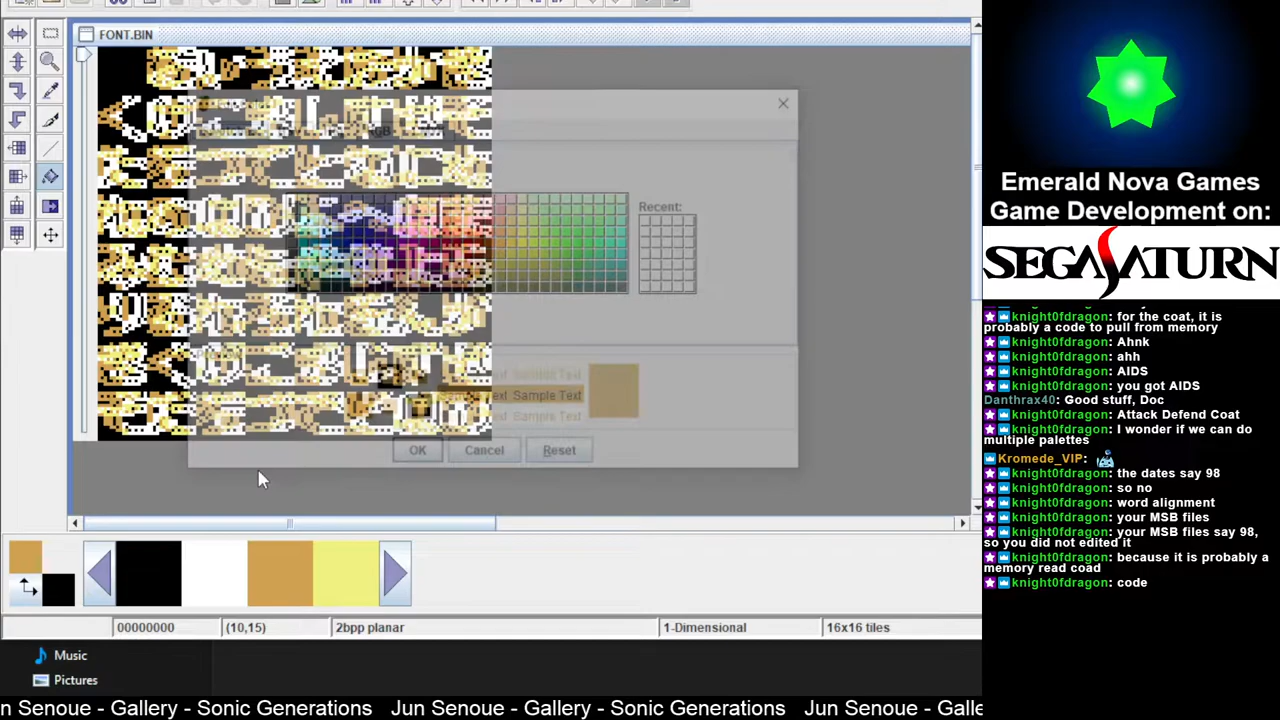 FONT.BIN
Recent:
Sample Text
Sample Text
Sample Text
OK
Cancel
Reset
00000000
(10,15)
2bpp planar
1-Dimensional
16x16 tiles
Music
Pictures
Emerald Nova Games
Game Development on:
SEGA SATURN
knight0fdragon: for the coat, it is
probably a code to pull from memory
knight0fdragon: Ahnk
knight0fdragon: ahh
knight0fdragon: AIDS
knight0fdragon: you got AIDS
Danthrax40: Good stuff, Doc
knight0fdragon: Attack Defend Coat
knight0fdragon: I wonder if we can do
multiple palettes
Kromede_VIP:
knight0fdragon: the dates say 98
knight0fdragon: so no
knight0fdragon: word alignment
knight0fdragon: your MSB files
knight0fdragon: your MSB files say 98,
so you did not edited it
knight0fdragon: because it is probably a
memory read coad
knight0fdragon: code
n Senoue - Gallery - Sonic Generations Jun Senoue - Gallery - Sonic Generations Jun Senoue - Galle